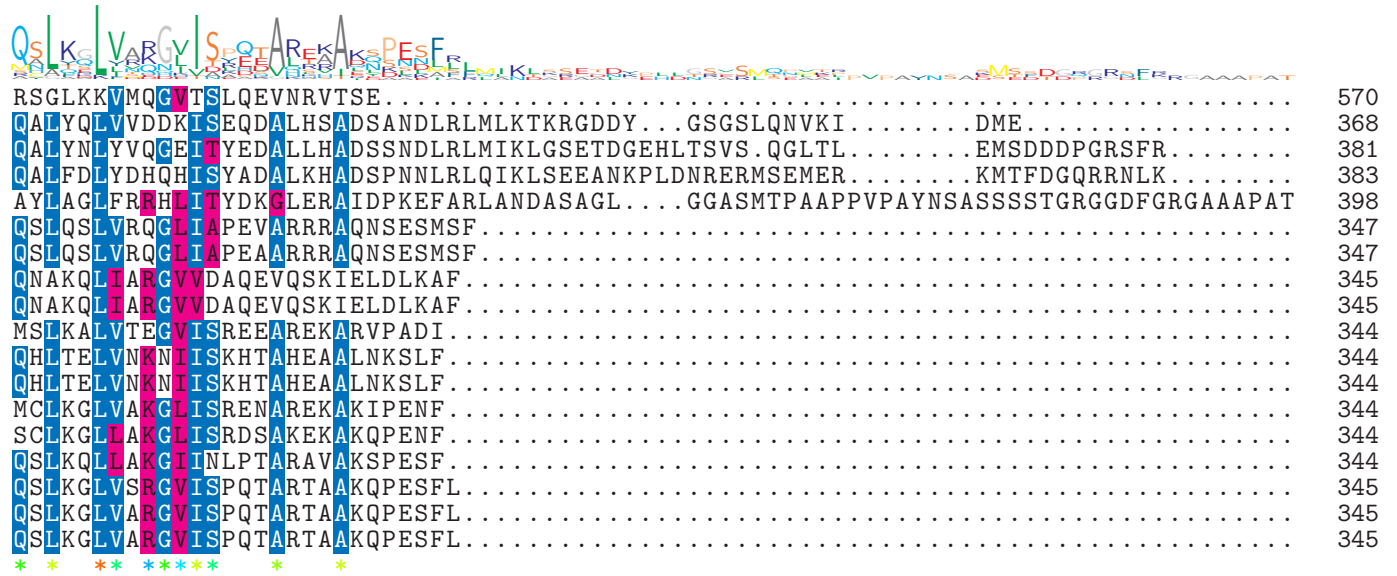 RSGLKKVMQGVTSLQEVNRVTSE......................................................... 570
QALYQLVVDDKISEQDALHSADSANDLRLMLKTKRGDDY...GSGSLQNVKI........DME................. 368
QALYNLYVQGEITYEDALLHADSSNDLRLMIKLGSETDGEHLTSVS.QGLTL........EMSDDDPGRSFR........ 381
QALFDLYDHQHISYADALKHADSPNNLRLQIKLSEEANKPLDNRERMSEMER........KMTFDGQRRNLK........ 383
AYLAGLFRRHLITYDKGLERAIDPKEFARLANDASAGL....GGASMTPAAPPVPAYNSASSSSTGRGGDFGRGAAAPAT 398
QSLQSLVRQGLIAPEVARRRAQNSESMSF................................................... 347
QSLQSLVRQGLIAPEAARRRAQNSESMSF................................................... 347
QNAKQLIARGVVDAQEVQSKIELDLKAF.................................................... 345
QNAKQLIARGVVDAQEVQSKIELDLKAF.................................................... 345
MSLKALVTEGVISREEAREKARVPADI..................................................... 344
QHLTELVNKNIISKHTAHEAALNKSLF..................................................... 344
QHLTELVNKNIISKHTAHEAALNKSLF..................................................... 344
MCLKGLVAKGLISRENAREKAKIPENF..................................................... 344
SCLKGLLAKGLISRDSAKEKAKQPENF..................................................... 344
QSLKQLLAKGIINLPTARAVAKSPESF..................................................... 344
QSLKGLVSRGVISPQTARTAAKQPESFL.................................................... 345
QSLKGLVARGVISPQTARTAAKQPESFL.................................................... 345
QSLKGLVARGVISPQTARTAAKQPESFL.................................................... 345
* * ** ***** * *